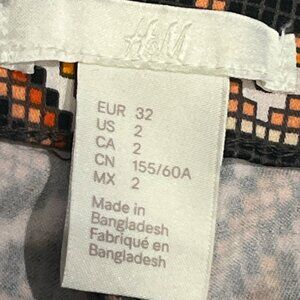 H&M
EUR 32
US 2
CA 2
CN 155/60A
MX 2
Made in
Bangladesh
Fabriqué en
Bangladesh